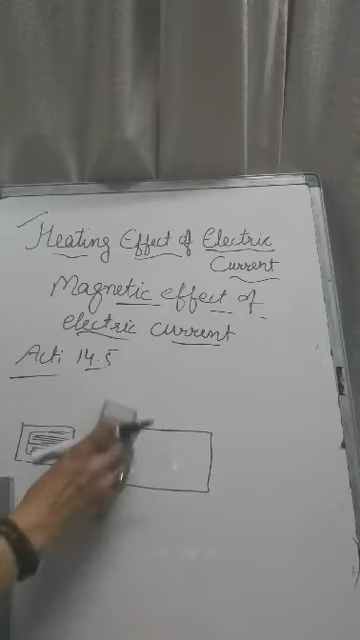 Heating Effect of Electric
Current
Magnetic effect of
electric current
Acti 14.5